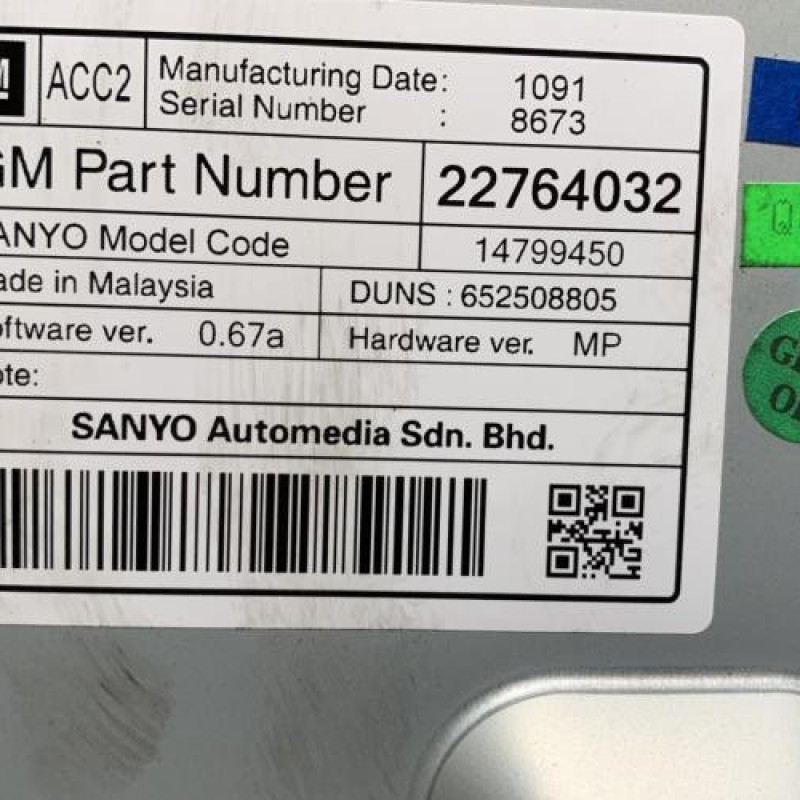 M ACC2 Manufacturing Date: 1091
Serial Number : 8673
GM Part Number 22764032
ANYO Model Code 14799450
ade in Malaysia DUNS : 652508805
oftware ver. 0.67a Hardware ver. MP
ote:
SANYO Automedia Sdn. Bhd.